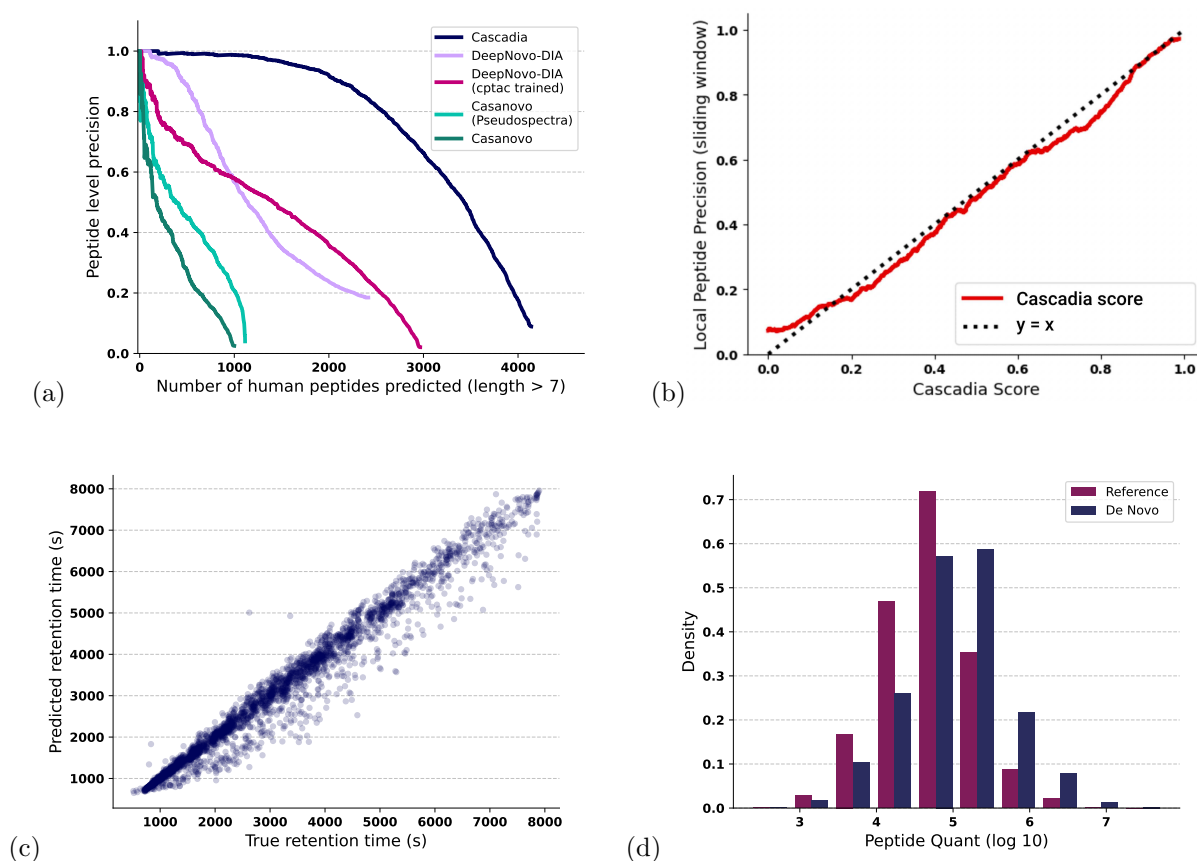 Peptide level precision
1.0
0.8
0.6
0.4
0.2
0.0
0
1000
2000
3000
4000
Number of human peptides predicted (length > 7)
Cascadia
DeepNovo-DIA
DeepNovo-DIA
(cptac trained)
Casanovo
(Pseudospectra)
Casanovo
(a)
Local Peptide Precision (sliding window)
1.0
0.8
0.6
0.4
0.2
0.0
0.0
0.2
0.4
0.6
0.8
1.0
Cascadia Score
Cascadia score
y = x
(b)
Predicted retention time (s)
8000
7000
6000
5000
4000
3000
2000
1000
1000
2000
3000
4000
5000
6000
7000
8000
True retention time (s)
(c)
Density
0.7
0.6
0.5
0.4
0.3
0.2
0.1
0.0
3
4
5
6
7
Peptide Quant (log 10)
Reference
De Novo
(d)